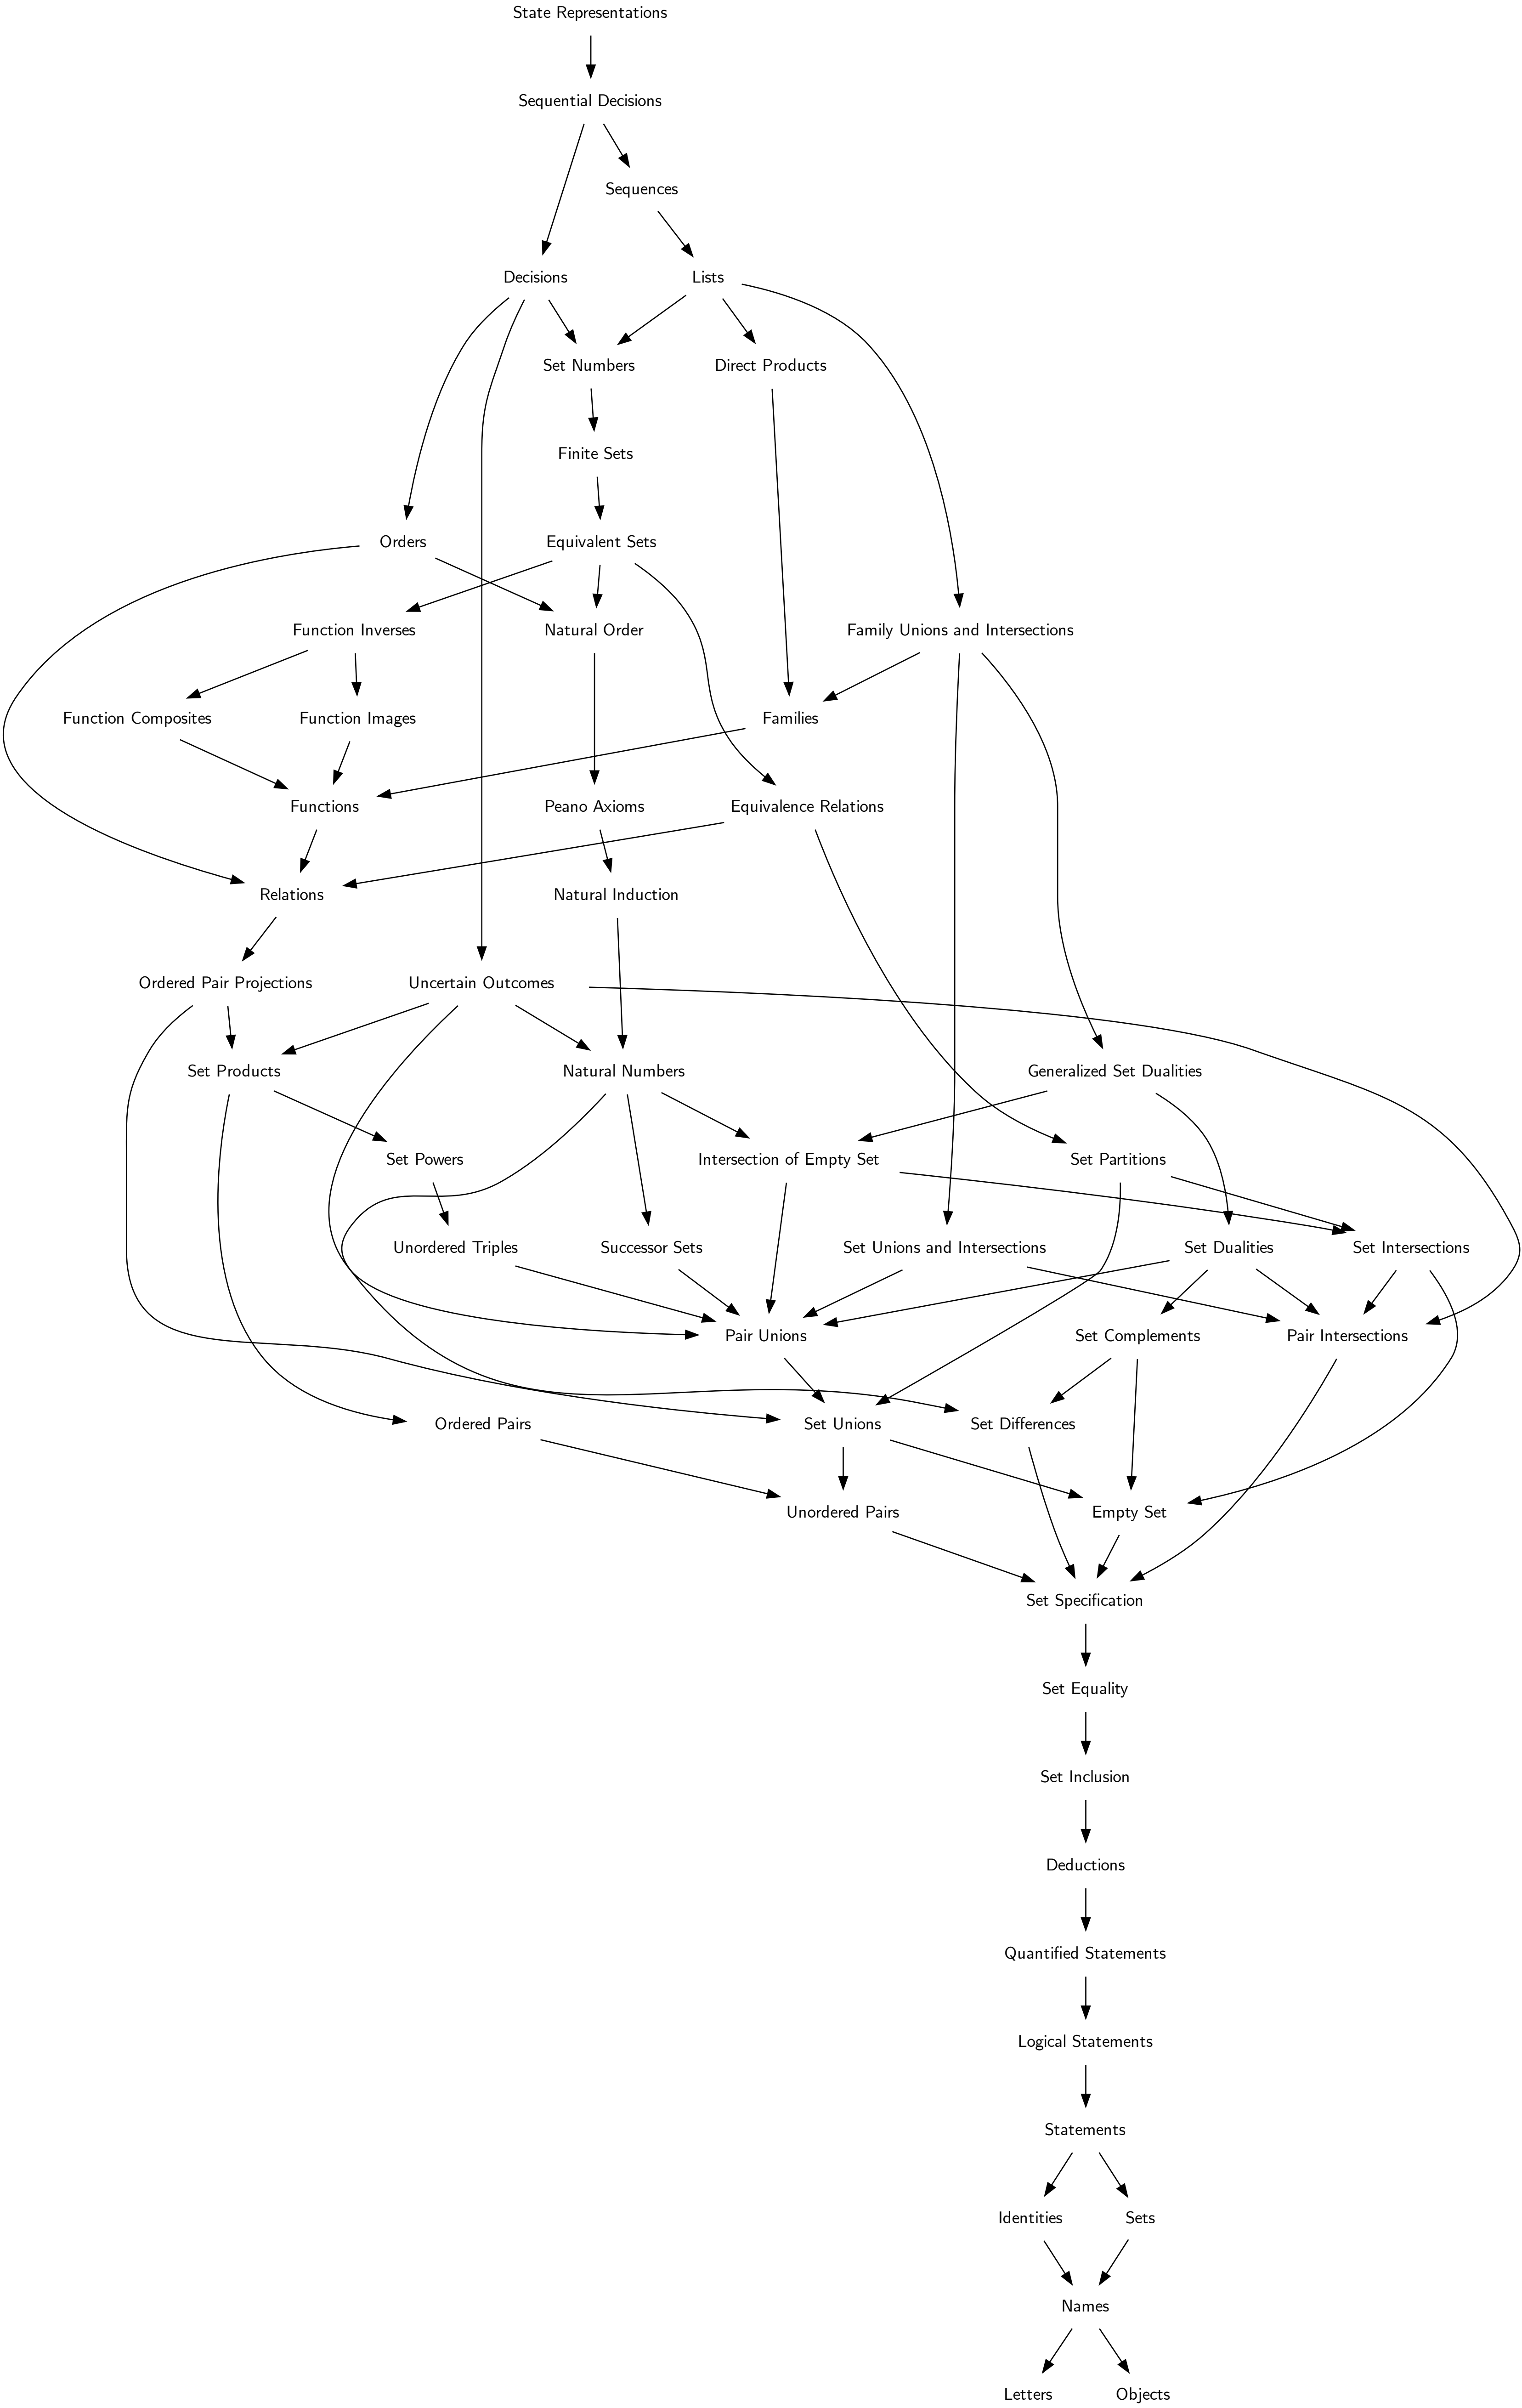 State Representations
Sequential Decisions
Sequences
Decisions
Lists
Set Numbers
Direct Products
Finite Sets
Orders
Equivalent Sets
Function Inverses
Natural Order
Family Unions and Intersections
Function Composites
Function Images
Families
Functions
Peano Axioms
Equivalence Relations
Relations
Natural Induction
Ordered Pair Projections
Uncertain Outcomes
Set Products
Natural Numbers
Generalized Set Dualities
Set Powers
Intersection of Empty Set
Set Partitions
Unordered Triples
Successor Sets
Set Unions and Intersections
Set Dualities
Set Intersections
Pair Unions
Set Complements
Pair Intersections
Ordered Pairs
Set Unions
Set Differences
Unordered Pairs
Empty Set
Set Specification
Set Equality
Set Inclusion
Deductions
Quantified Statements
Logical Statements
Statements
Identities
Sets
Names
Letters
Objects